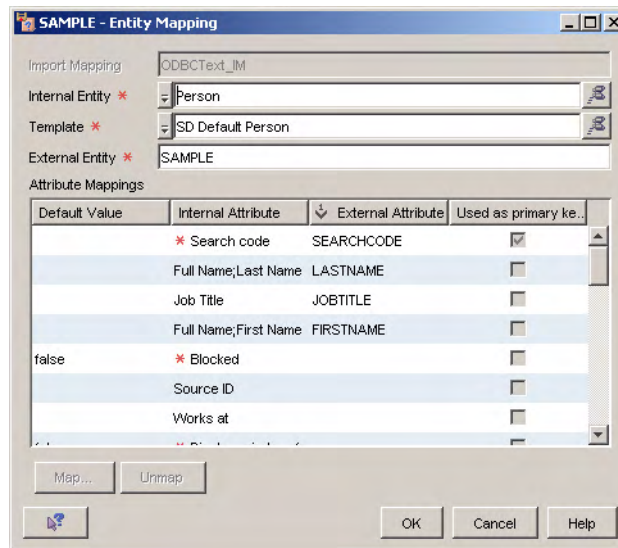 SAMPLE - Entity Mapping
Import Mapping ODBCText_IM
Internal Entity * Person
Template * SD Default Person
External Entity * SAMPLE
Attribute Mappings
Default Value Internal Attribute External Attribute Used as primary ke..
* Search code SEARCHCODE
Full Name;Last Name LASTNAME
Job Title JOBTITLE
Full Name;First Name FIRSTNAME
false * Blocked
Source ID
Works at
Map... Unmap
OK Cancel Help